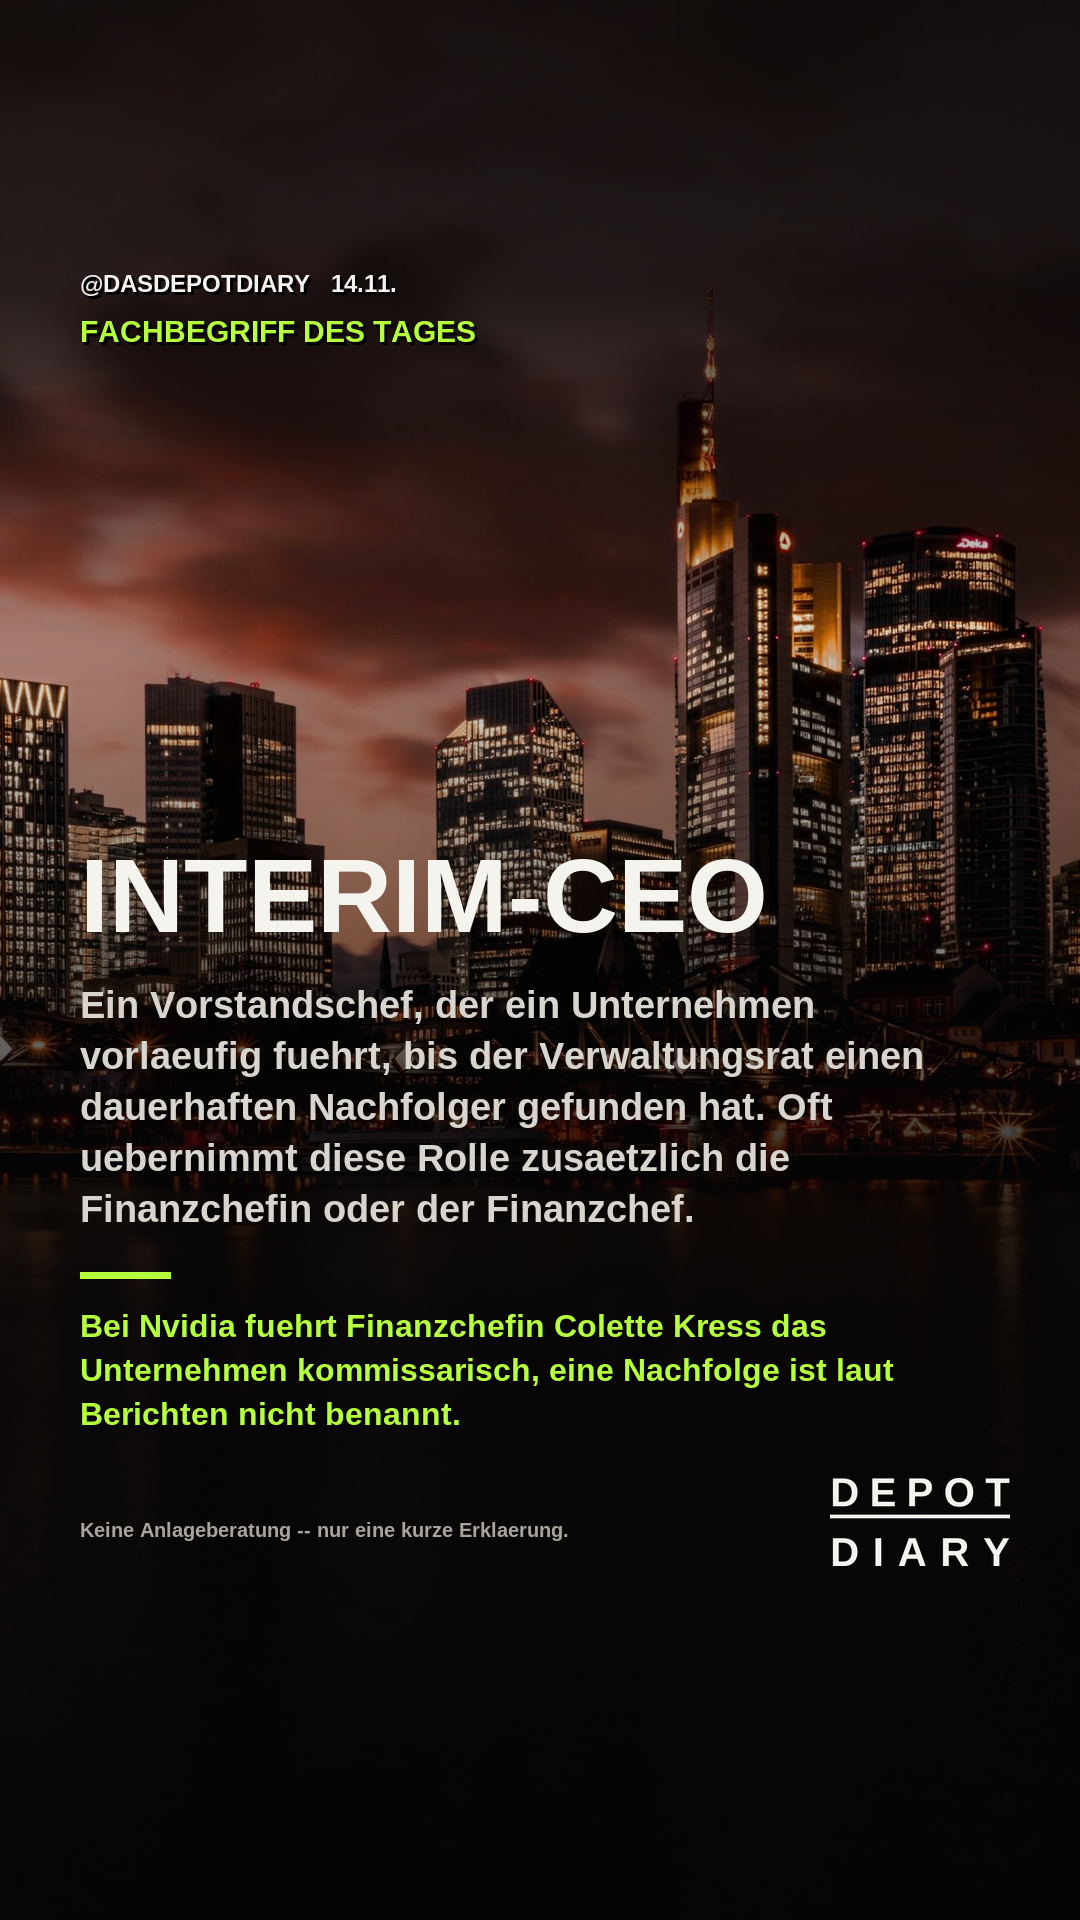 @DASDEPOTDIARY 14.11.
FACHBEGRIFF DES TAGES
Deka
INTERIM-CEO
Ein Vorstandschef, der ein Unternehmen
vorlaeufig fuehrt, bis der Verwaltungsrat einen
dauerhaften Nachfolger gefunden hat. Oft
uebernimmt diese Rolle zusaetzlich die
Finanzchefin oder der Finanzchef.
Bei Nvidia fuehrt Finanzchefin Colette Kress das
Unternehmen kommissarisch, eine Nachfolge ist laut
Berichten nicht benannt.
DEPOT
Keine Anlageberatung -- nur eine kurze Erklaerung.
DIARY